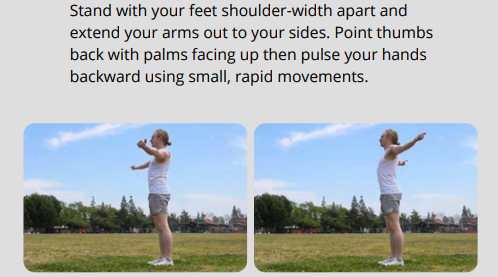 Stand with your feet shoulder-width apart and
extend your arms out to your sides. Point thumbs
back with palms facing up then pulse your hands
backward using small, rapid movements.